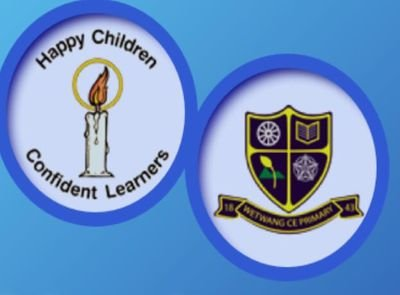 Happy Children
Confident Learners
18 WETWANG CE PRIMARY 43